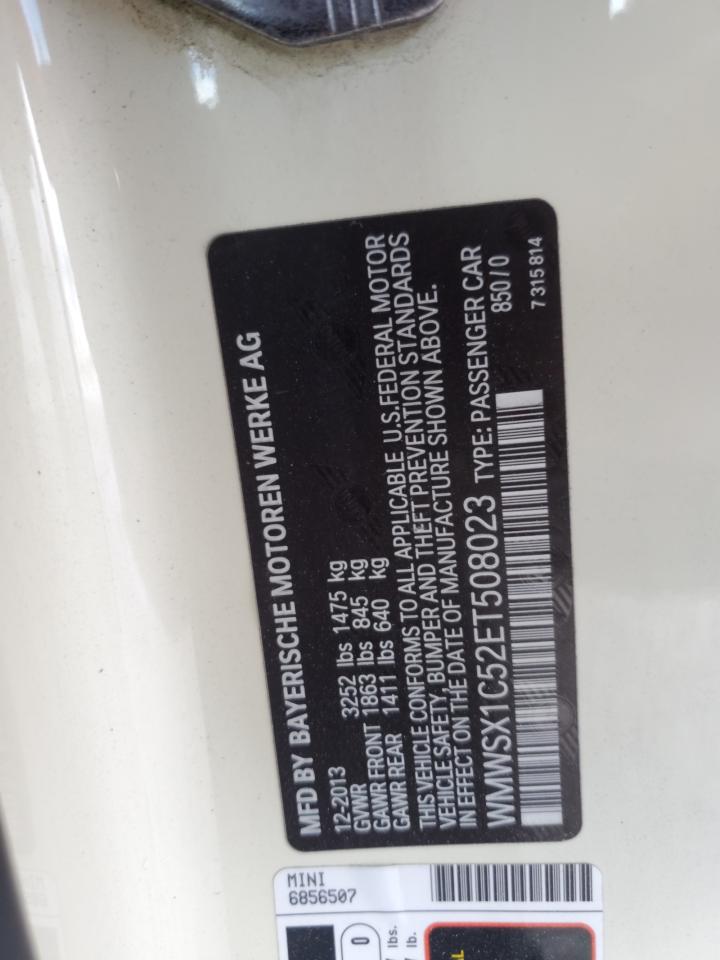 MFD BY BAYERISCHE MOTOREN WERKE AG
12-2013
GVWR 3252 lbs 1475 kg
GAWR FRONT 1863 lbs 845 kg
GAWR REAR 1411 lbs 640 kg
THIS VEHICLE CONFORMS TO ALL APPLICABLE U.S. FEDERAL MOTOR
VEHICLE SAFETY, BUMPER AND THEFT PREVENTION STANDARDS
IN EFFECT ON THE DATE OF MANUFACTURE SHOWN ABOVE.
WMWSX1C52ET508023 TYPE: PASSENGER CAR
850 / 0
7 315 814
MINI
6856507
0
lbs.
lb.